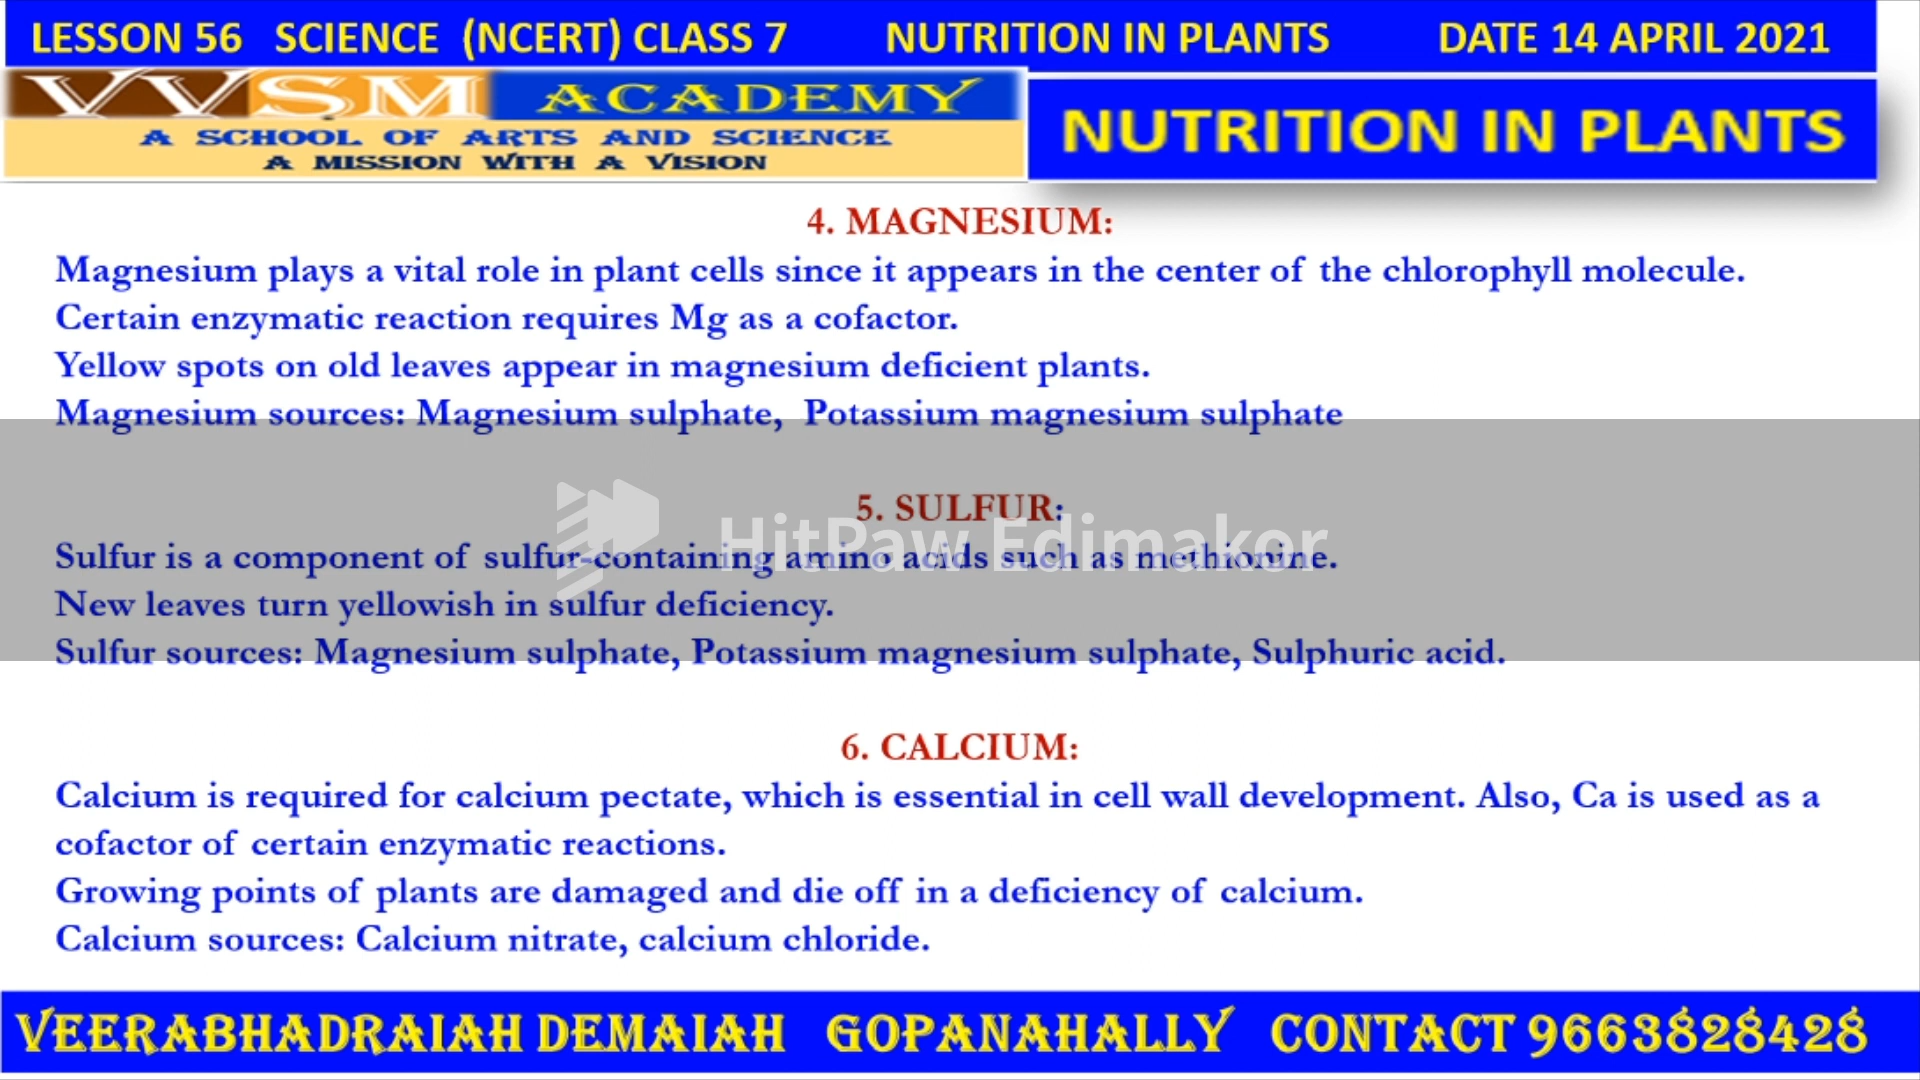 LESSON 56 SCIENCE (NCERT) CLASS 7 NUTRITION IN PLANTS DATE 14 APRIL 2021
VVSM ACADEMY
A SCHOOL OF ARTS AND SCIENCE
A MISSION WITH A VISION
NUTRITION IN PLANTS
4. MAGNESIUM:
Magnesium plays a vital role in plant cells since it appears in the center of the chlorophyll molecule.
Certain enzymatic reaction requires Mg as a cofactor.
Yellow spots on old leaves appear in magnesium deficient plants.
Magnesium sources: Magnesium sulphate, Potassium magnesium sulphate
5. SULFUR:
HitPaw Edimakor
Sulfur is a component of sulfur-containing amino acids such as methionine.
New leaves turn yellowish in sulfur deficiency.
Sulfur sources: Magnesium sulphate, Potassium magnesium sulphate, Sulphuric acid.
6. CALCIUM:
Calcium is required for calcium pectate, which is essential in cell wall development. Also, Ca is used as a
cofactor of certain enzymatic reactions.
Growing points of plants are damaged and die off in a deficiency of calcium.
Calcium sources: Calcium nitrate, calcium chloride.
VEERABHADRAIAH DEMAIAH GOPANAHALLY CONTACT 9663828428